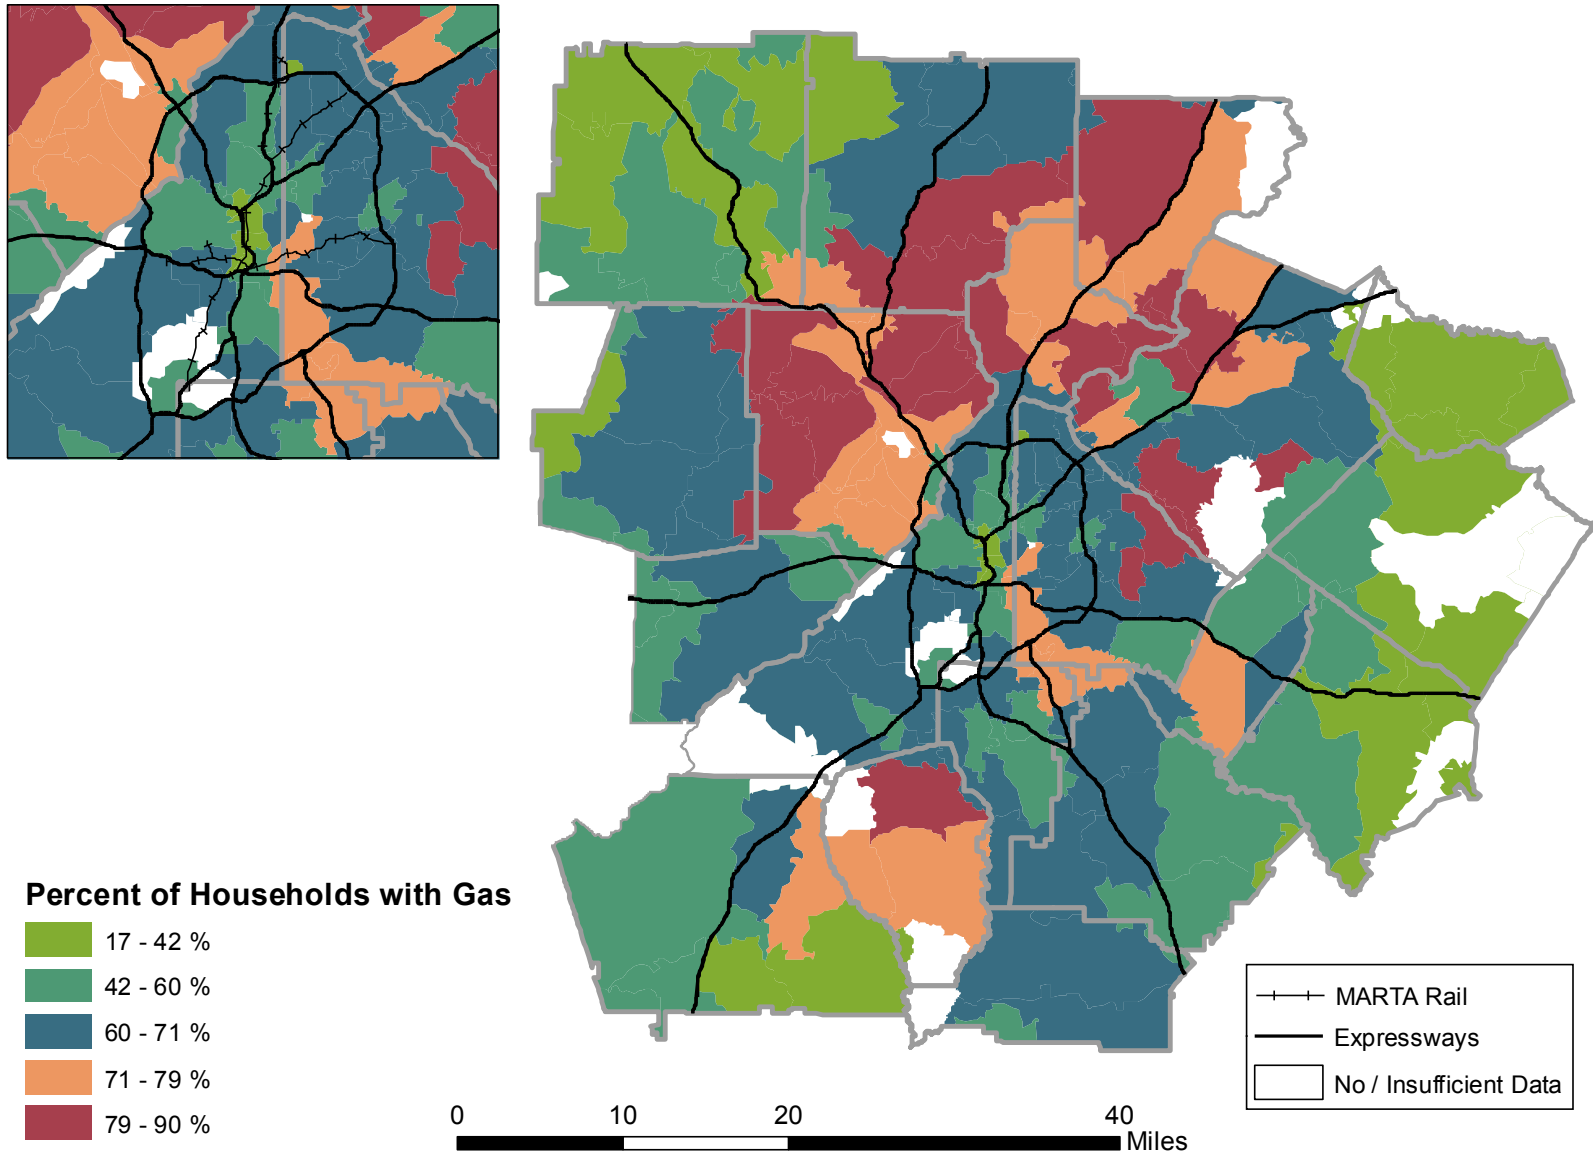 Percent of Households with Gas
17 - 42 %
42 - 60 %
60 - 71 %
71 - 79 %
79 - 90 %
MARTA Rail
Expressways
No / Insufficient Data
0 10 20 40
Miles